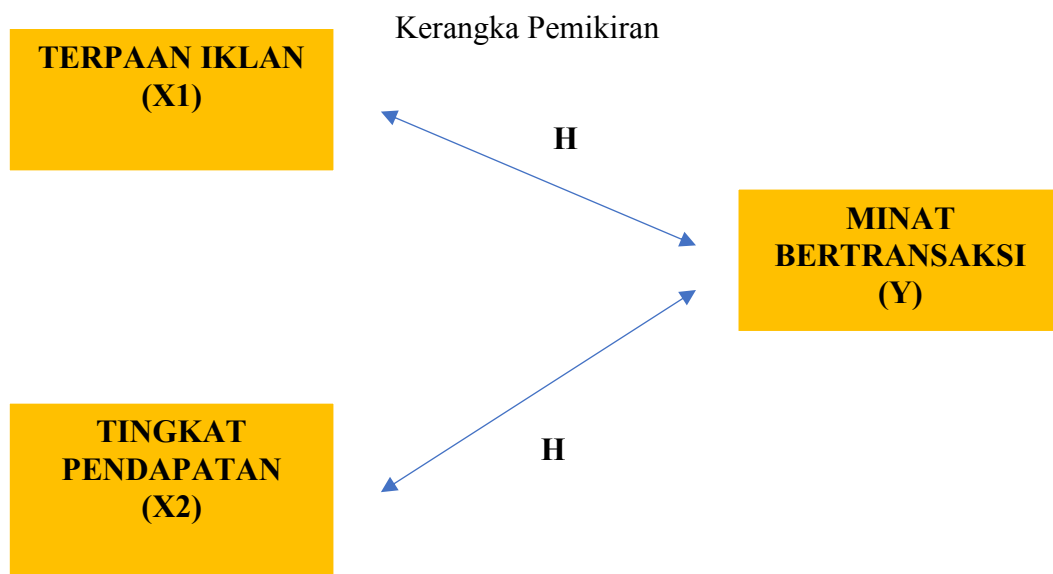 Kerangka Pemikiran
TERPAAN IKLAN
(X1)
H
MINAT
BERTRANSAKSI
(Y)
TINGKAT
PENDAPATAN
(X2)
H